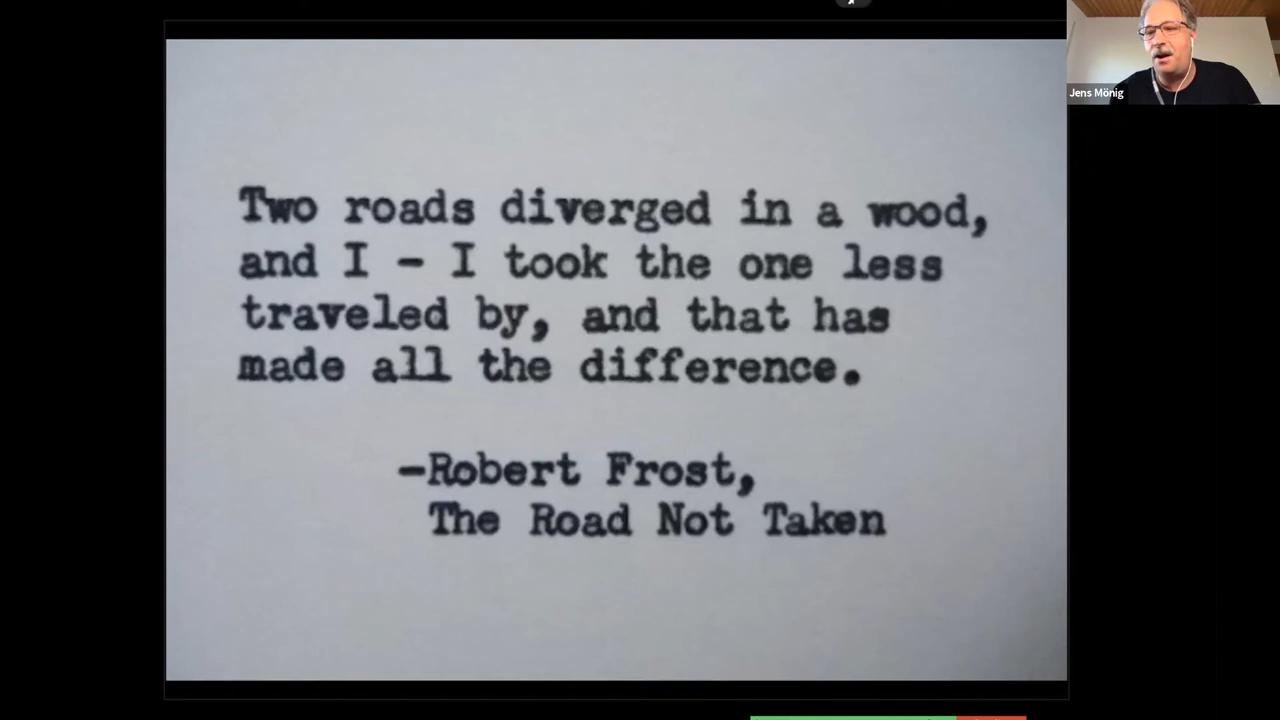 Jens Mönig
Two roads diverged in a wood,
and I - I took the one less
traveled by, and that has
made all the difference.
-Robert Frost,
The Road Not Taken